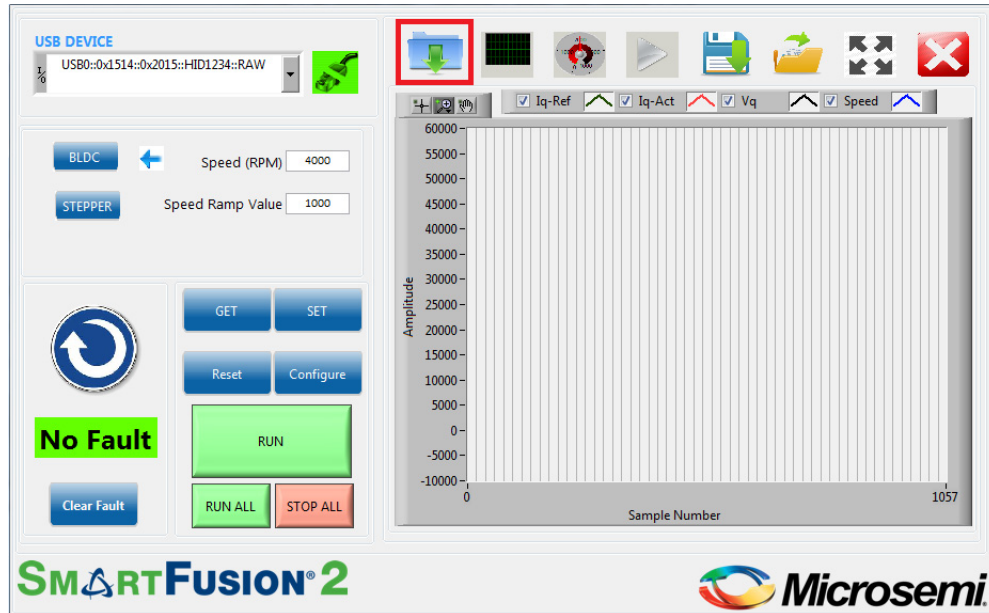 USB DEVICE
I/O
USB0::0x1514::0x2015::HID1234::RAW
BLDC
Speed (RPM)
4000
STEPPER
Speed Ramp Value
1000
GET
SET
Reset
Configure
No Fault
RUN
Clear Fault
RUN ALL
STOP ALL
Iq-Ref
Iq-Act
Vq
Speed
60000
55000
50000
45000
40000
35000
30000
25000
20000
15000
10000
5000
0
-5000
-10000
Amplitude
0
1057
Sample Number
SMARTFUSION®2
Microsemi.